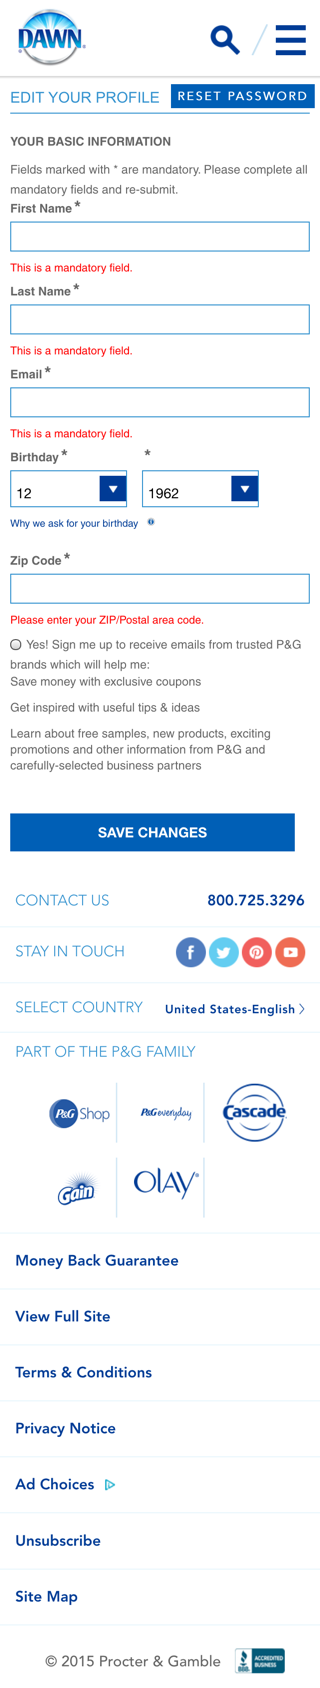 DAWN
EDIT YOUR PROFILE
RESET PASSWORD
YOUR BASIC INFORMATION
Fields marked with * are mandatory. Please complete all
mandatory fields and re-submit.
First Name *
This is a mandatory field.
Last Name *
This is a mandatory field.
Email *
This is a mandatory field.
Birthday * *
12 1962
Why we ask for your birthday
Zip Code *
Please enter your ZIP/Postal area code.
Yes! Sign me up to receive emails from trusted P&G
brands which will help me:
Save money with exclusive coupons
Get inspired with useful tips & ideas
Learn about free samples, new products, exciting
promotions and other information from P&G and
carefully-selected business partners
SAVE CHANGES
CONTACT US 800.725.3296
STAY IN TOUCH
SELECT COUNTRY United States-English >
PART OF THE P&G FAMILY
P&G Shop P&G everyday Cascade
Gain OLAY
Money Back Guarantee
View Full Site
Terms & Conditions
Privacy Notice
Ad Choices
Unsubscribe
Site Map
© 2015 Procter & Gamble BBB ACCREDITED BUSINESS